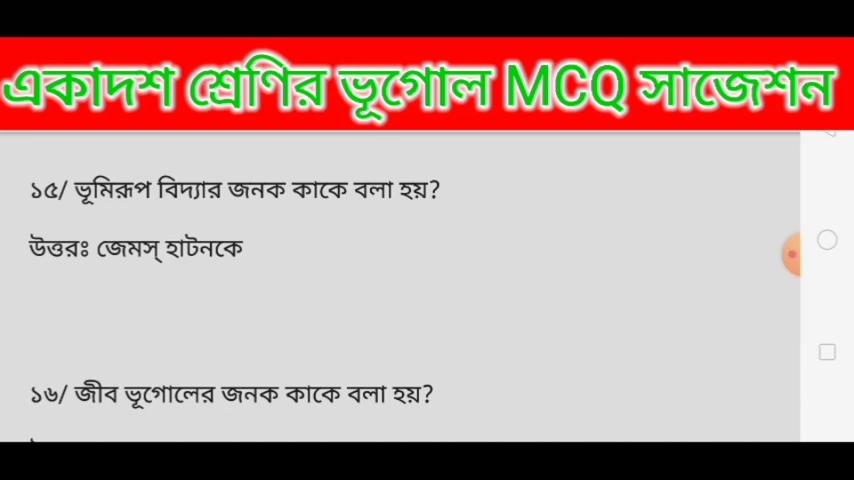 একাদশ শ্রেণির ভূগোল MCQ সাজেশন
১৫/ ভূমিরূপ বিদ্যার জনক কাকে বলা হয়?
উত্তরঃ জেমস্ হাটনকে
১৬/ জীব ভূগোলের জনক কাকে বলা হয়?